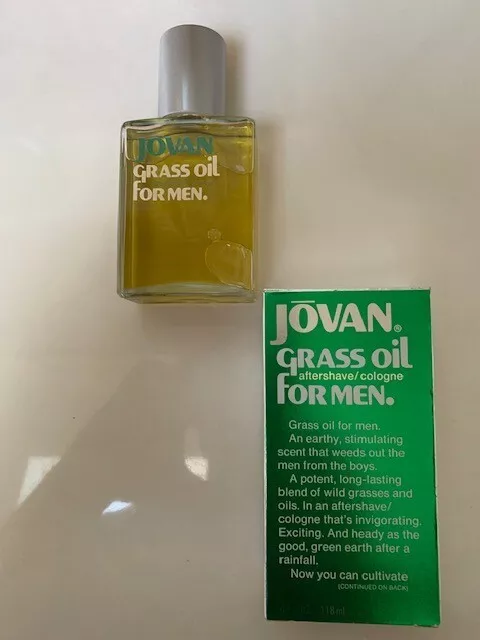 JOVAN
GRASS oil
FOR MEN.
JŌVAN®
GRASS oil
aftershave/cologne
FOR MEN.
Grass oil for men.
An earthy, stimulating
scent that weeds out the
men from the boys.
A potent, long-lasting
blend of wild grasses and
oils. In an aftershave/
cologne that's invigorating.
Exciting. And heady as the
good, green earth after a
rainfall.
Now you can cultivate
(CONTINUED ON BACK)
118 ml